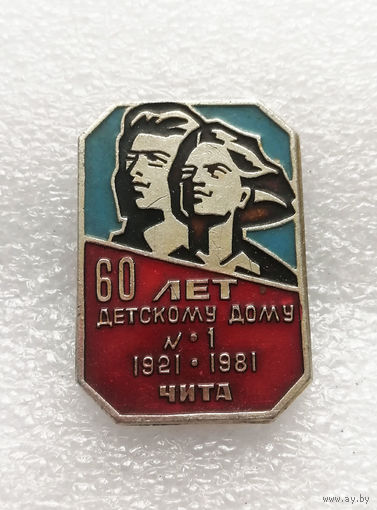 60 ЛЕТ
ДЕТСКОМУ ДОМУ
№ 1
1921 • 1981
ЧИТА
www.ay.by